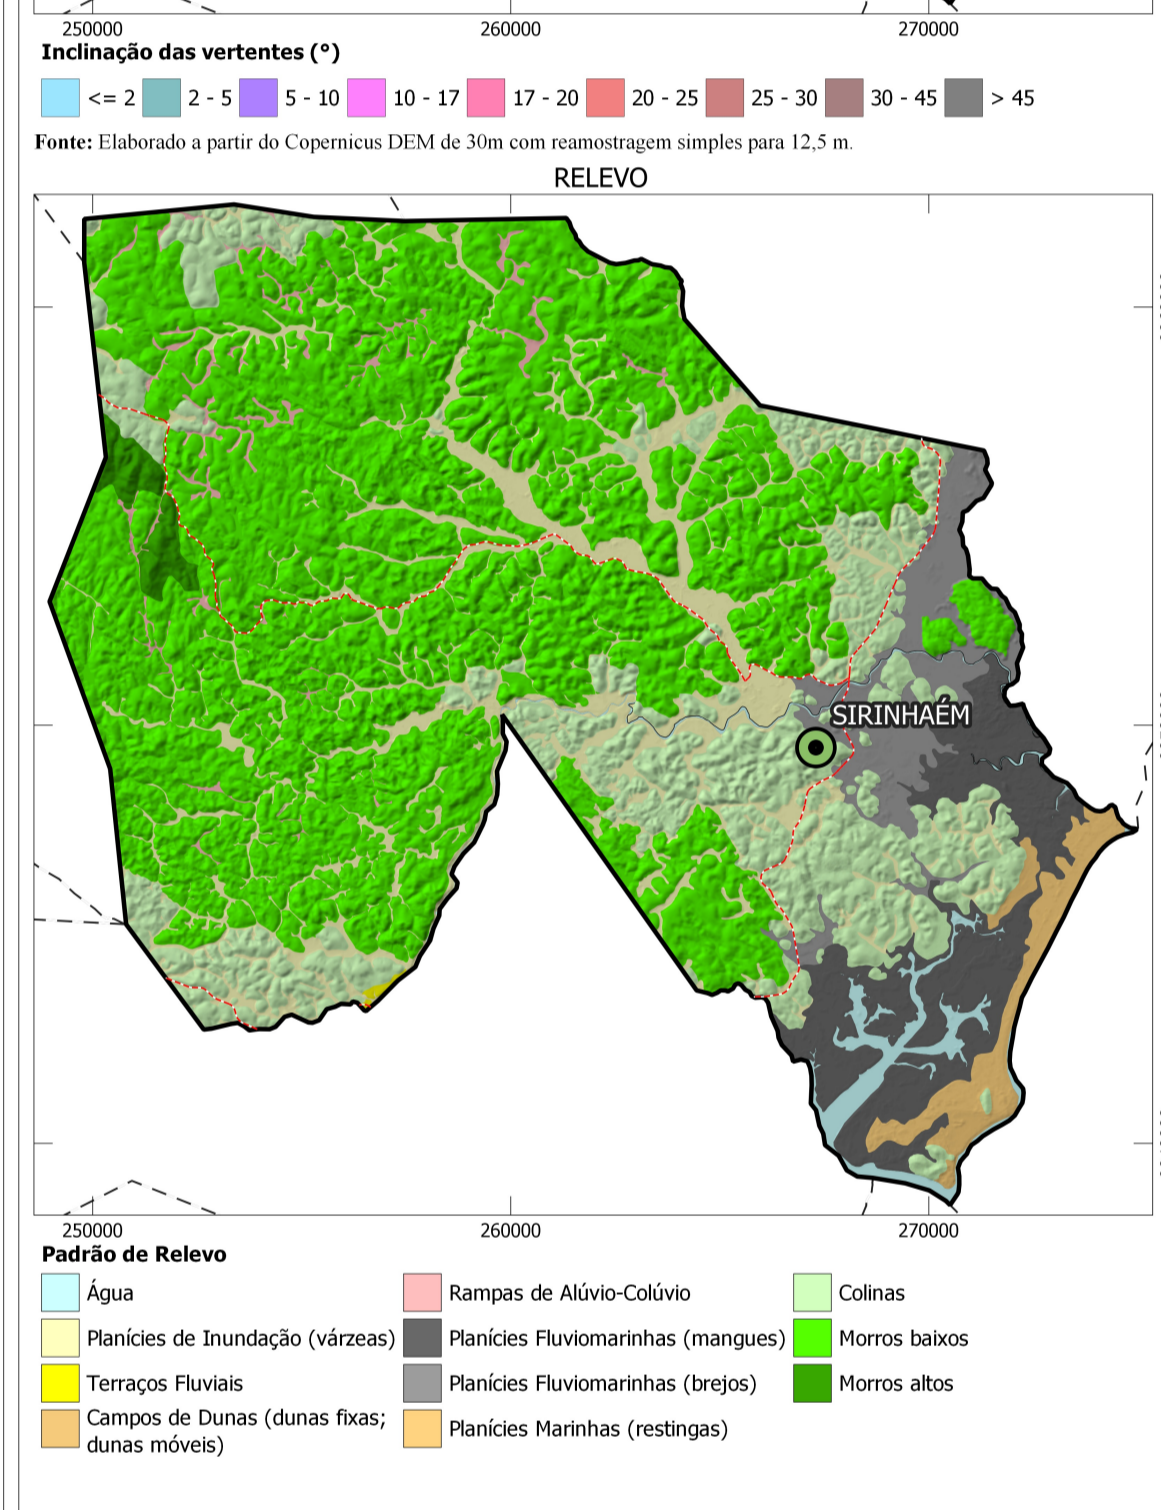 250000 260000 270000
Inclinação das vertentes (°)
<= 2 2 - 5 5 - 10 10 - 17 17 - 20 20 - 25 25 - 30 30 - 45 > 45
Fonte: Elaborado a partir do Copernicus DEM de 30m com reamostragem simples para 12,5 m.
RELEVO
SIRINHAÉM
250000 260000 270000
Padrão de Relevo
Água
Planícies de Inundação (várzeas)
Terraços Fluviais
Campos de Dunas (dunas fixas;
dunas móveis)
Rampas de Alúvio-Colúvio
Planícies Fluviomarinhas (mangues)
Planícies Fluviomarinhas (brejos)
Planícies Marinhas (restingas)
Colinas
Morros baixos
Morros altos